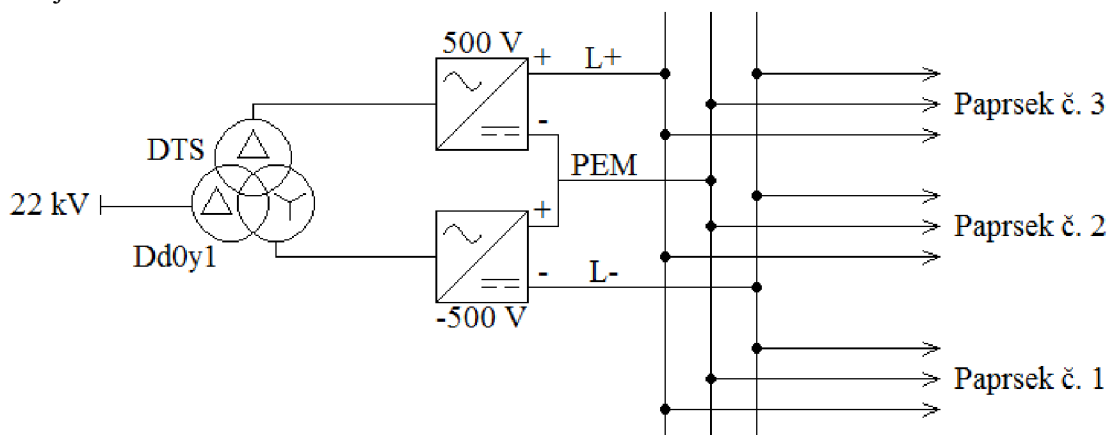 500 V
+
L+
-
Paprsek č. 3
DTS
PEM
22 kV
+
Paprsek č. 2
Dd0y1
-
L-
-500 V
Paprsek č. 1